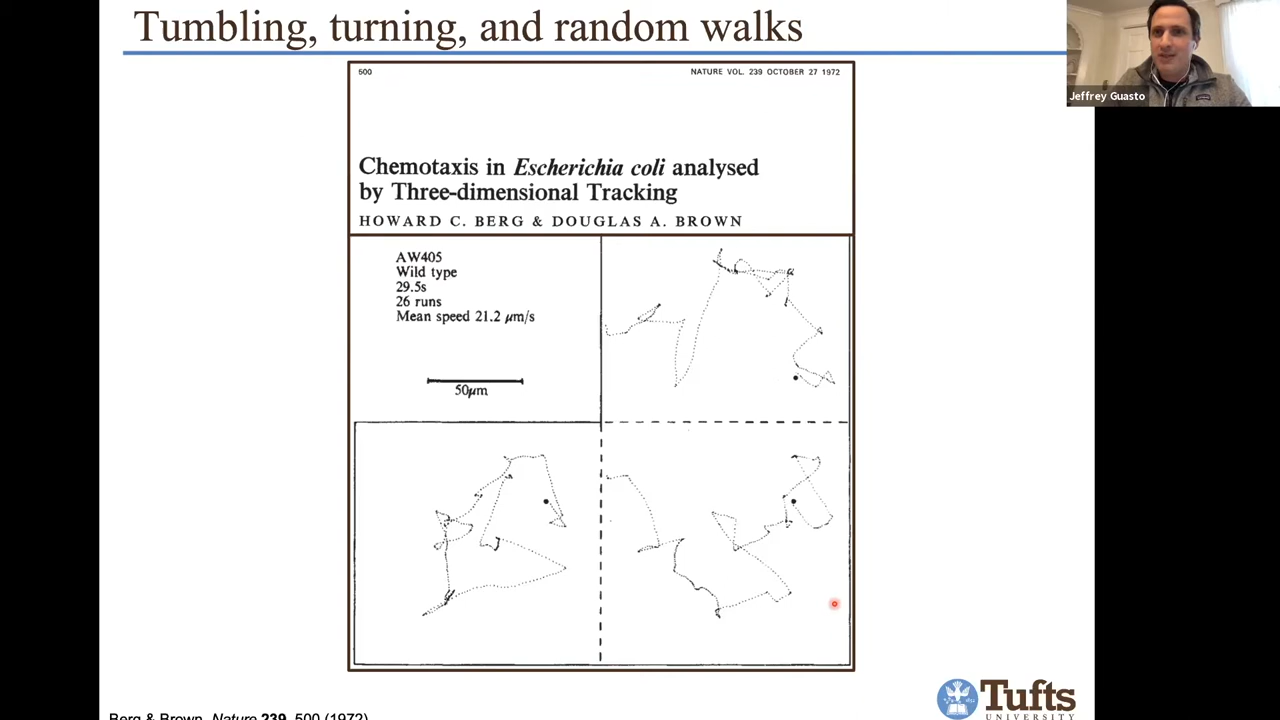 Tumbling, turning, and random walks
Jeffrey Guasto
500
NATURE VOL. 239 OCTOBER 27 1972
Chemotaxis in Escherichia coli analysed
by Three-dimensional Tracking
HOWARD C. BERG & DOUGLAS A. BROWN
AW405
Wild type
29.5s
26 runs
Mean speed 21.2 μm/s
50μm
Tufts
UNIVERSITY
Berg & Brown, Nature 239, 500 (1972)